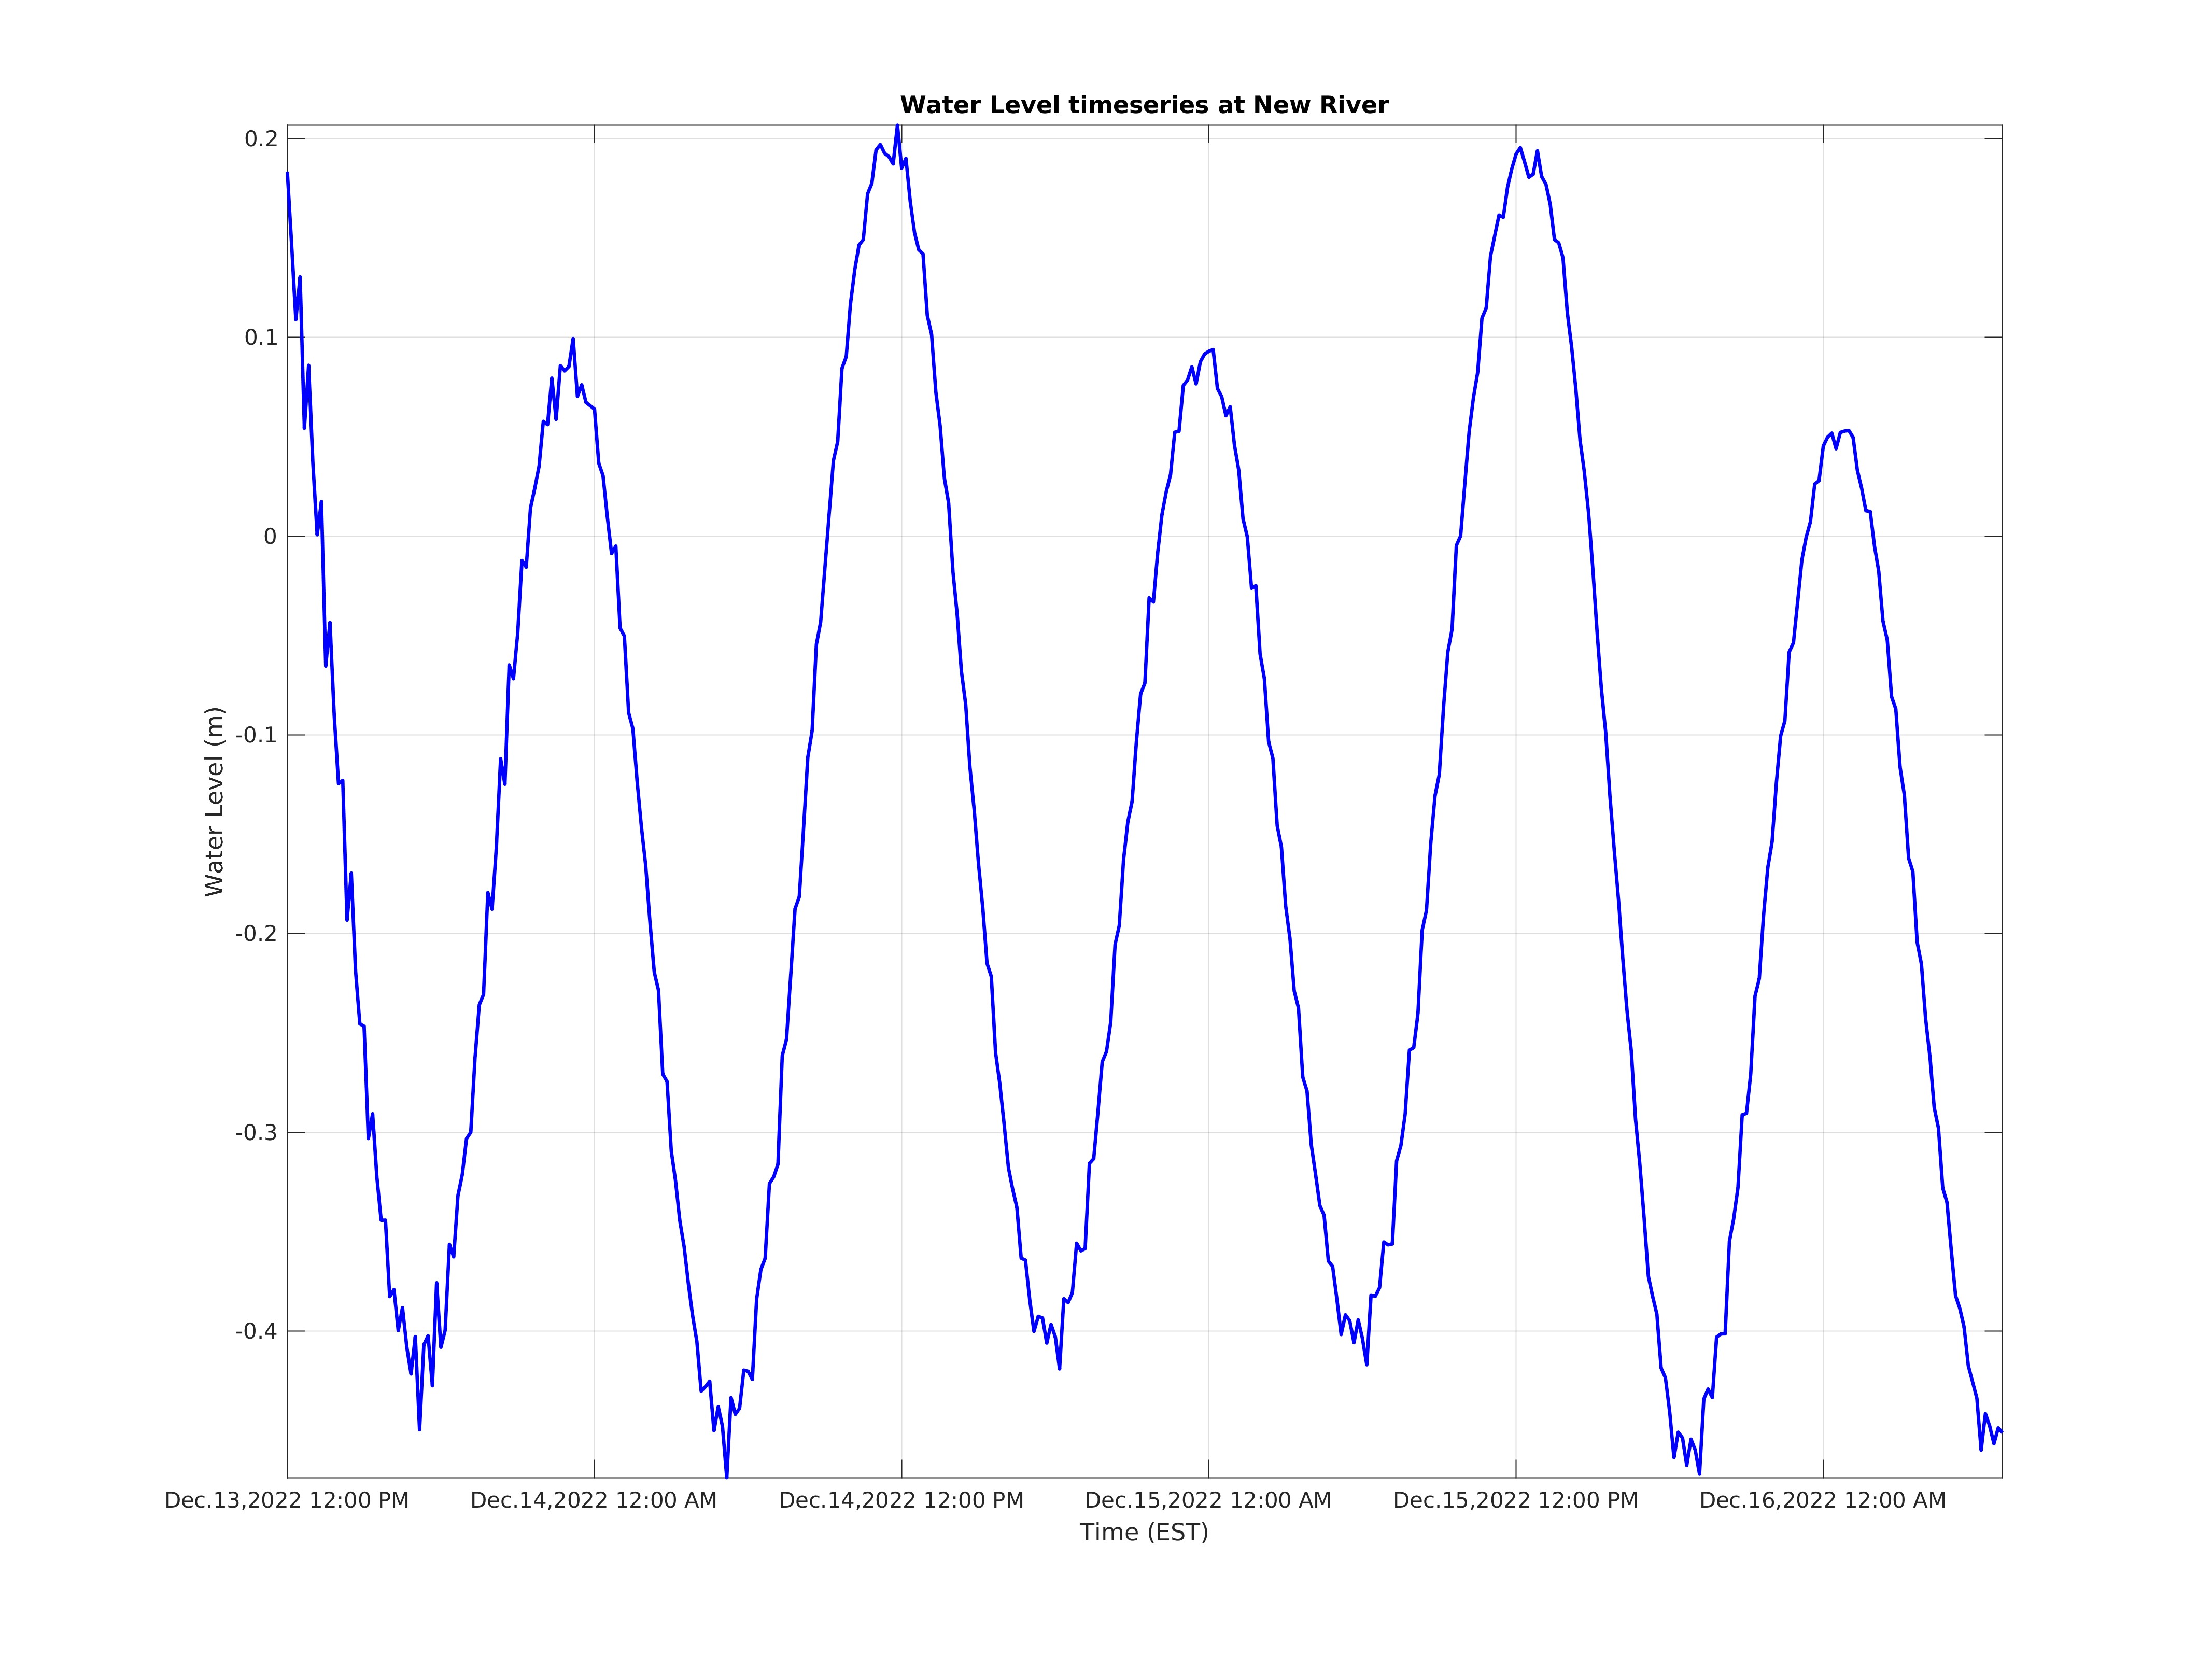 Water Level timeseries at New River
0.2
0.1
0
-0.1
-0.2
-0.3
-0.4
Water Level (m)
Dec.13,2022 12:00 PM
Dec.14,2022 12:00 AM
Dec.14,2022 12:00 PM
Dec.15,2022 12:00 AM
Dec.15,2022 12:00 PM
Dec.16,2022 12:00 AM
Time (EST)